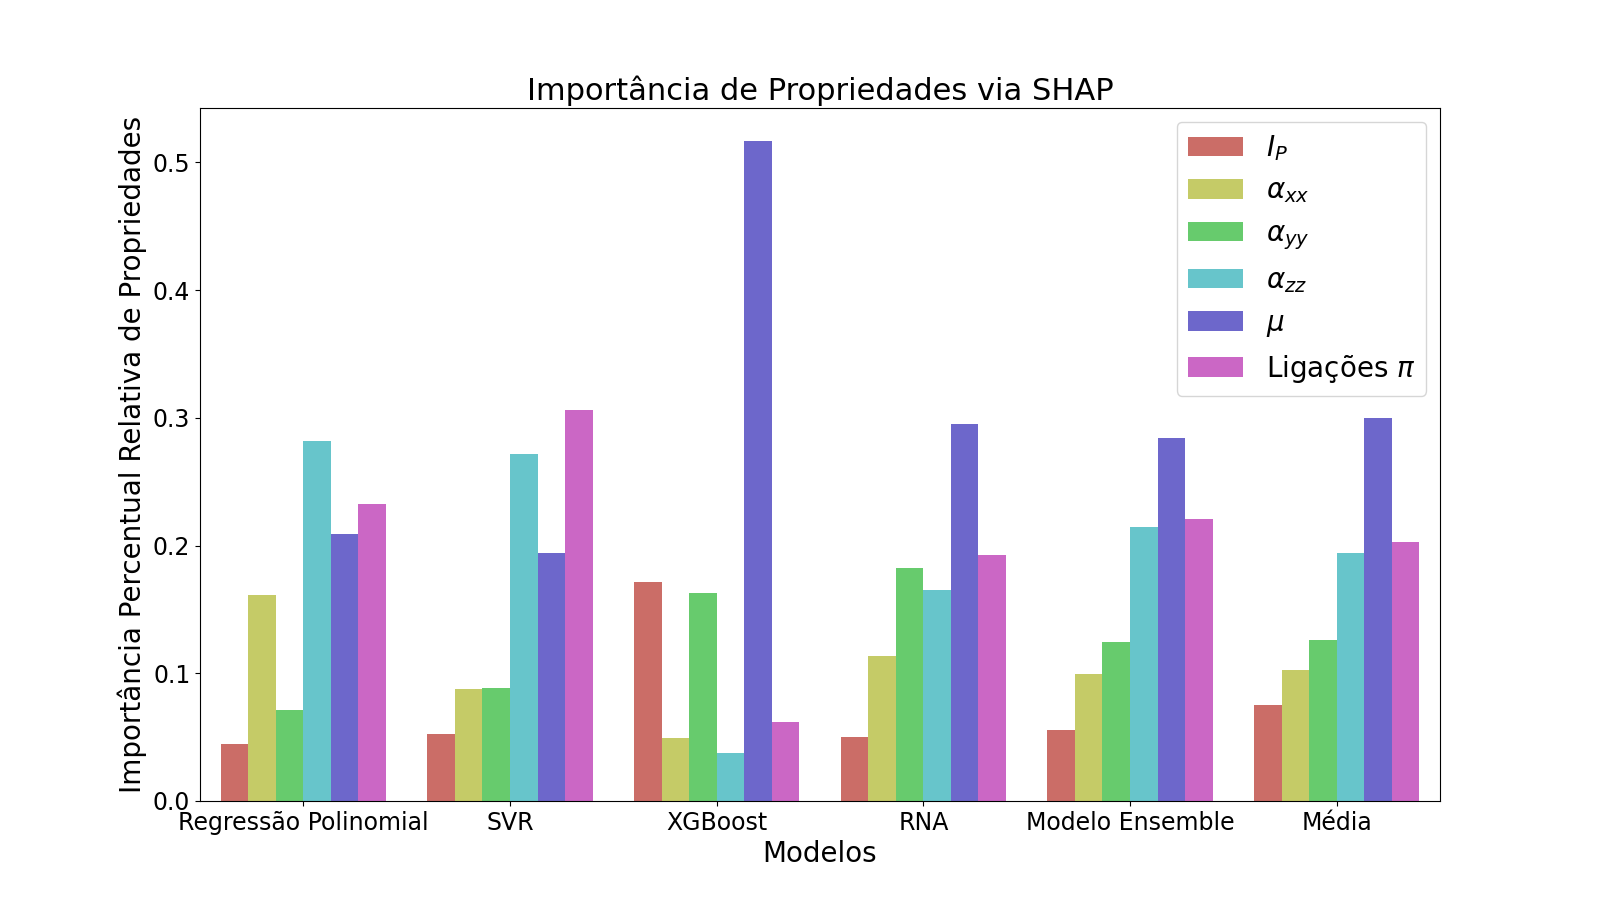 Importância de Propriedades via SHAP
Importância Percentual Relativa de Propriedades
0.5
0.4
0.3
0.2
0.1
0.0
I_P
α_xx
α_yy
α_zz
μ
Ligações π
Regressão Polinomial SVR XGBoost RNA Modelo Ensemble Média
Modelos